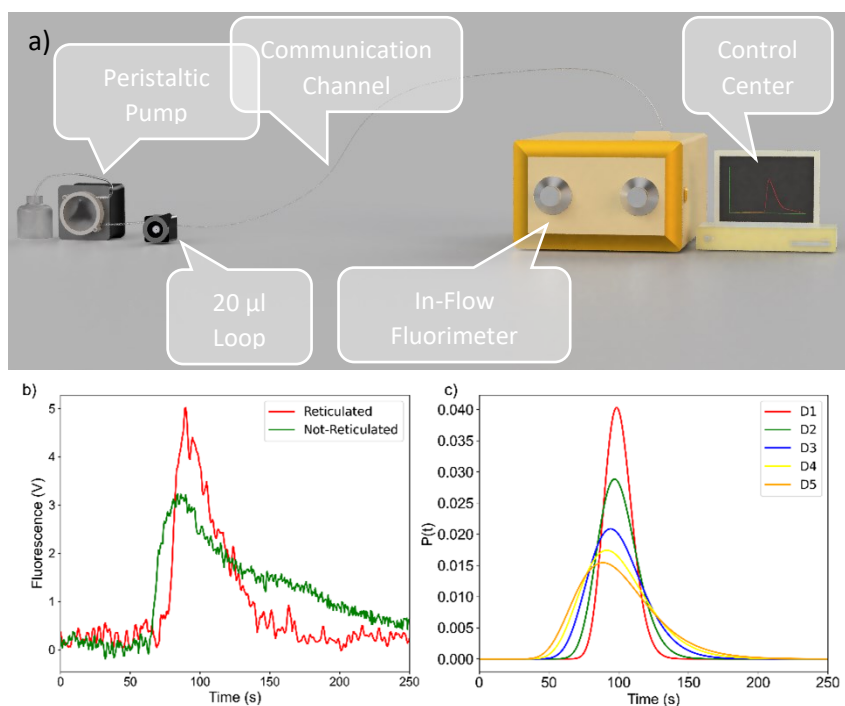 a)
Peristaltic
Pump
Communication
Channel
Control
Center
20 µl
Loop
In-Flow
Fluorimeter
b)
5
4
3
2
1
0
Fluorescence (V)
Reticulated
Not-Reticulated
0
50
100
150
200
250
Time (s)
c)
0.040
0.035
0.030
0.025
0.020
0.015
0.010
0.005
0.000
P(t)
D1
D2
D3
D4
D5
0
50
100
150
200
250
Time (s)